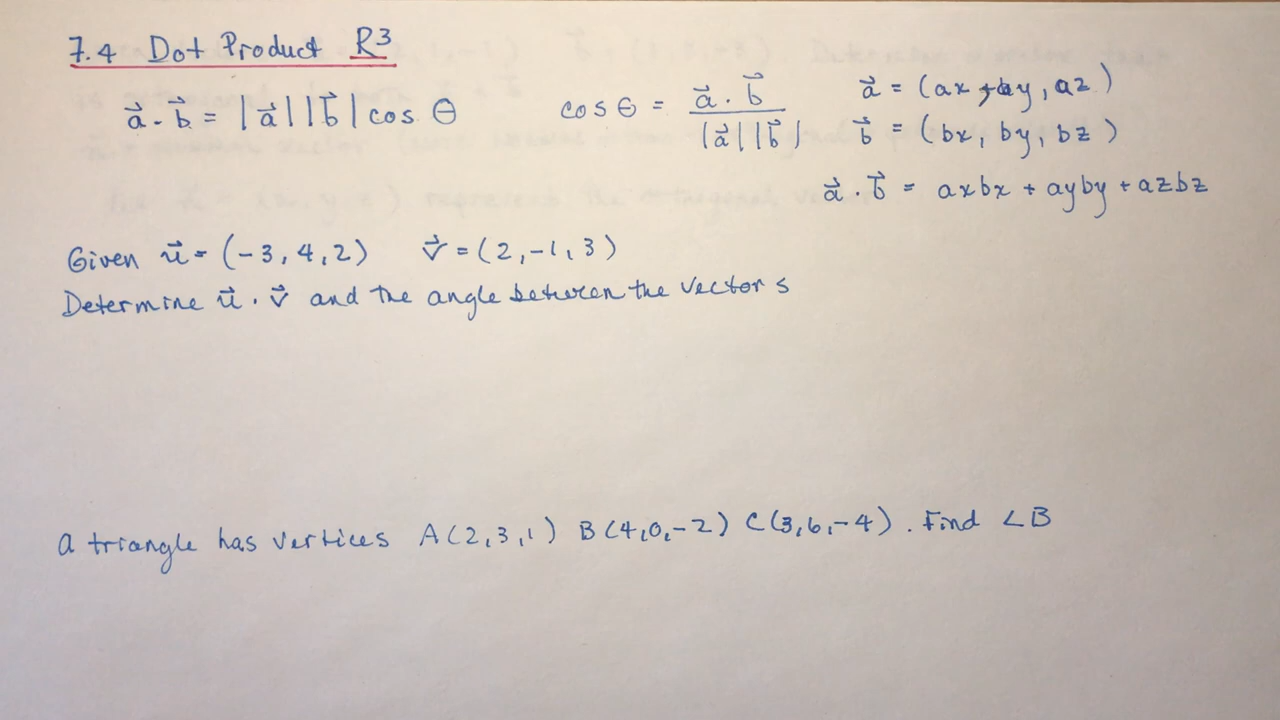 7.4 Dot Product R³
a⃗ · b⃗ = |a⃗||b⃗| cos θ
cos θ = a⃗ · b⃗ / |a⃗||b⃗|
a⃗ = (ax, ay, az)
b⃗ = (bx, by, bz)
a⃗ · b⃗ = axbx + ayby + azbz
Given u⃗ = (-3, 4, 2) v⃗ = (2, -1, 3)
Determine u⃗ · v⃗ and the angle between the vectors
a triangle has vertices A(2,3,1) B(4,0,-2) C(3,6,-4). Find ∠B